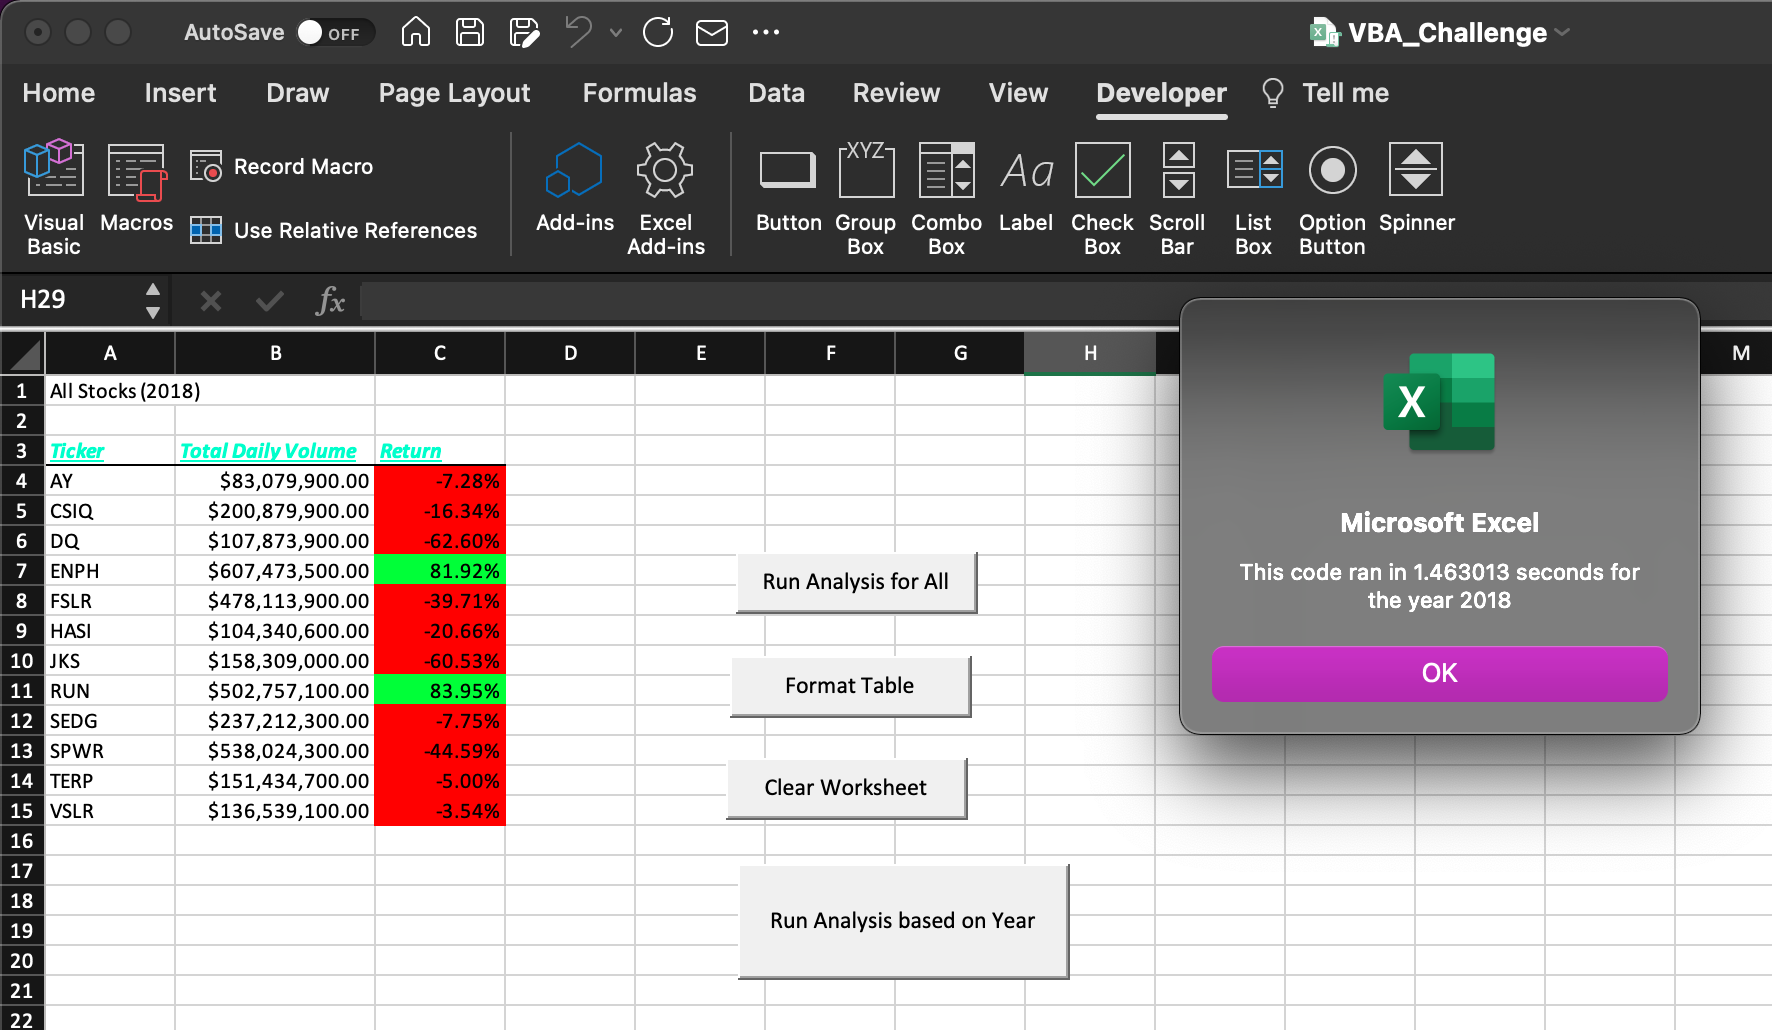 AutoSave OFF VBA_Challenge
Home Insert Draw Page Layout Formulas Data Review View Developer Tell me
Visual Basic
Macros
Record Macro
Use Relative References
Add-ins
Excel Add-ins
Button
Group Box
Combo Box
Label
Check Box
Scroll Bar
List Box
Option Button
Spinner
XYZ
Aa
H29 fx
A B C D E F G H M
1 All Stocks (2018)
2
3 Ticker Total Daily Volume Return
4 AY $83,079,900.00 -7.28%
5 CSIQ $200,879,900.00 -16.34%
6 DQ $107,873,900.00 -62.60%
7 ENPH $607,473,500.00 81.92%
8 FSLR $478,113,900.00 -39.71%
9 HASI $104,340,600.00 -20.66%
10 JKS $158,309,000.00 -60.53%
11 RUN $502,757,100.00 83.95%
12 SEDG $237,212,300.00 -7.75%
13 SPWR $538,024,300.00 -44.59%
14 TERP $151,434,700.00 -5.00%
15 VSLR $136,539,100.00 -3.54%
16
17
18
19
20
21
22
Run Analysis for All
Format Table
Clear Worksheet
Run Analysis based on Year
X
Microsoft Excel
This code ran in 1.463013 seconds for
the year 2018
OK